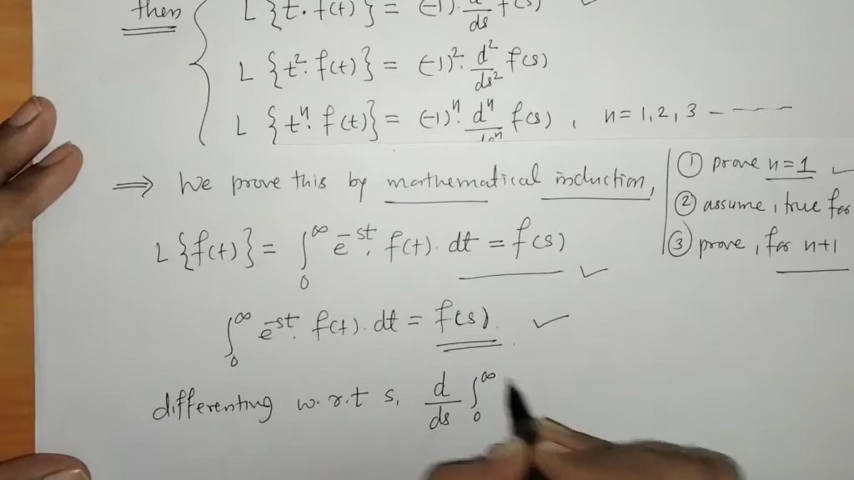 then L {t. f(t)} = (-1). d/ds f(s) ✓
L {t². f(t)} = (-1)². d²/ds² f(s)
L {tⁿ. f(t)} = (-1)ⁿ. dⁿ/dsⁿ f(s), n = 1, 2, 3 -----
⟹ We prove this by mathematical induction,
① prove n=1 ✓
② assume, true for
③ prove, for n+1
L {f(t)} = ∫₀^∞ e^-st. f(t). dt = f(s) ✓
∫₀^∞ e^-st. f(t). dt = f(s). ✓
differenting w.r.t s, d/ds ∫₀^∞